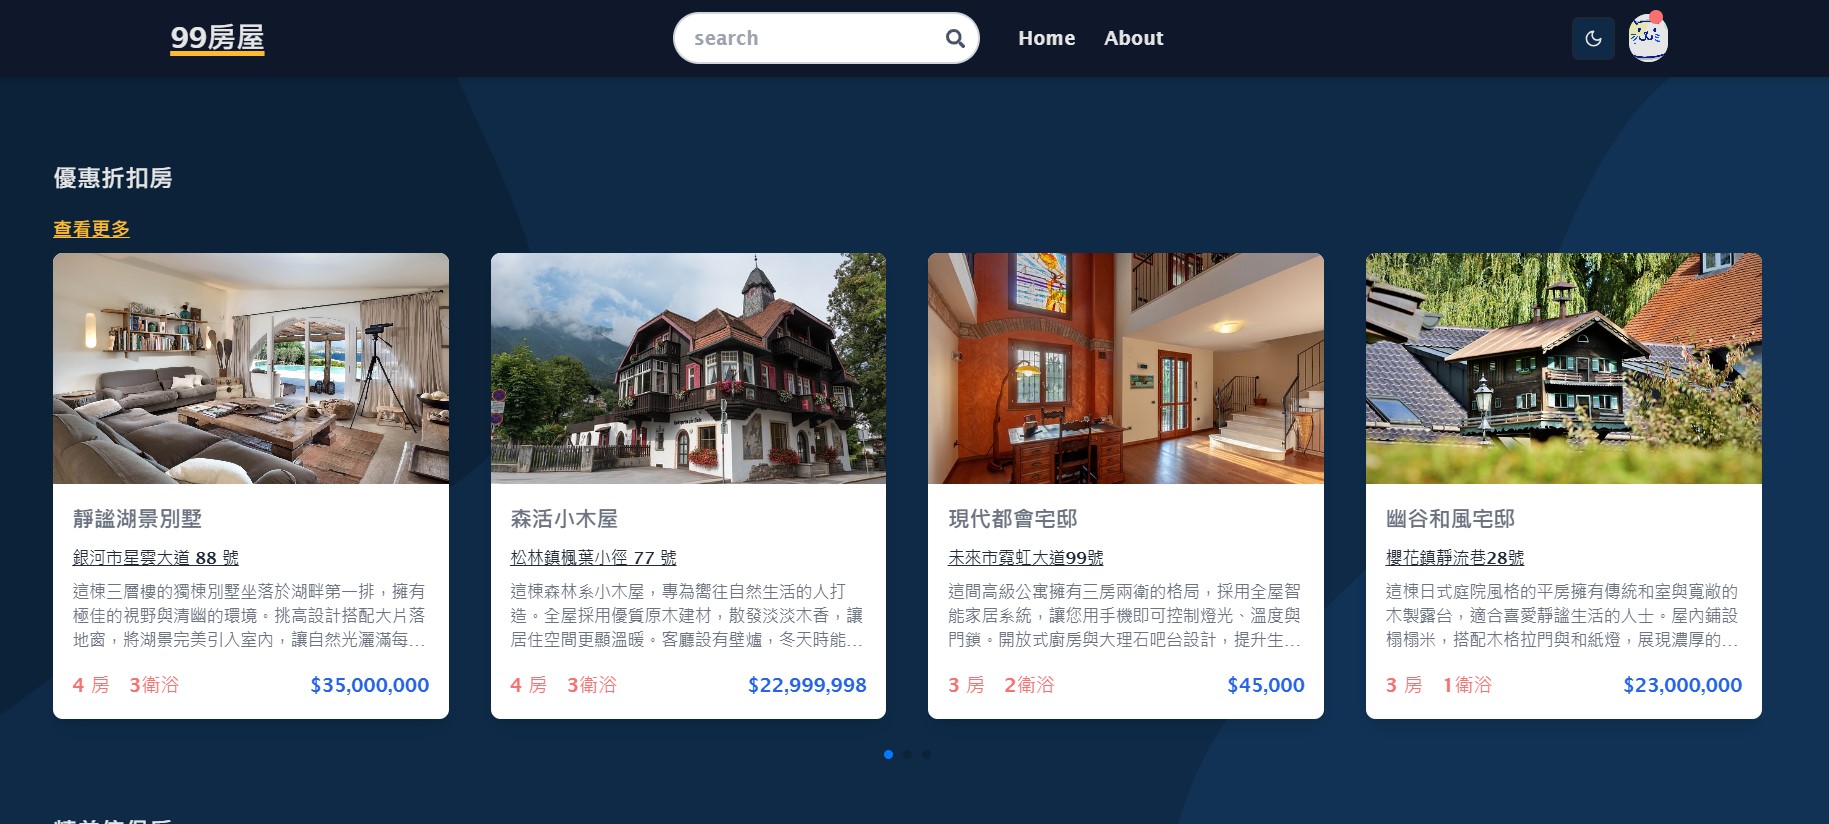 99房屋
search
Home
About
優惠折扣房
查看更多
靜謐湖景別墅
銀河市星雲大道 88 號
這棟三層樓的獨棟別墅坐落於湖畔第一排，擁有
極佳的視野與清幽的環境。挑高設計搭配大片落
地窗，將湖景完美引入室內，讓自然光灑滿每...
4 房 3衛浴
$35,000,000
森活小木屋
松林鎮楓葉小徑 77 號
這棟森林系小木屋，專為嚮往自然生活的人打
造。全屋採用優質原木建材，散發淡淡木香，讓
居住空間更顯溫暖。客廳設有壁爐，冬天時能...
4 房 3衛浴
$22,999,998
現代都會宅邸
未來市霓虹大道99號
這間高級公寓擁有三房兩衛的格局，採用全屋智
能家居系統，讓您用手機即可控制燈光、溫度與
門鎖。開放式廚房與大理石吧台設計，提升生...
3 房 2衛浴
$45,000
幽谷和風宅邸
櫻花鎮靜流巷28號
這棟日式庭院風格的平房擁有傳統和室與寬敞的
木製露台，適合喜愛靜謐生活的人士。屋內鋪設
榻榻米，搭配木格拉門與和紙燈，展現濃厚的...
3 房 1衛浴
$23,000,000